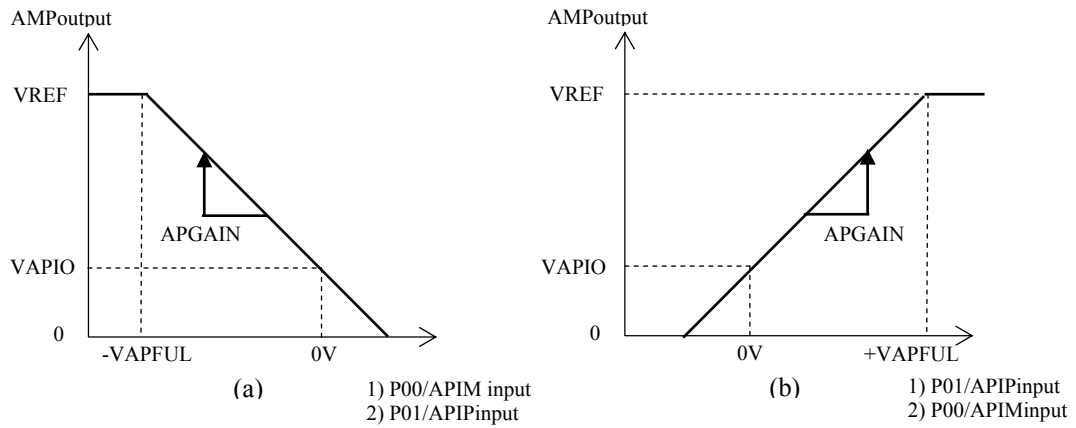 AMPoutput
VREF
APGAIN
VAPIO
0
-VAPFUL
0V
(a)
1) P00/APIM input
2) P01/APIPinput
AMPoutput
VREF
APGAIN
VAPIO
0
0V
+VAPFUL
(b)
1) P01/APIPinput
2) P00/APIMinput